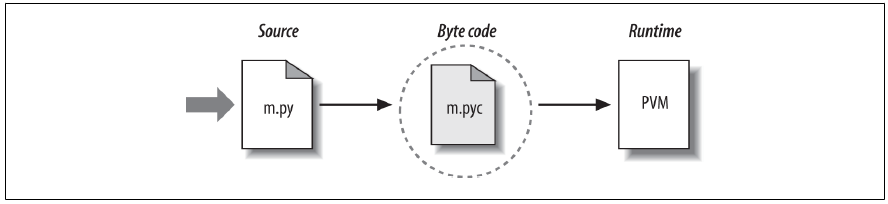 Source
Byte code
Runtime
m.py
m.pyc
PVM